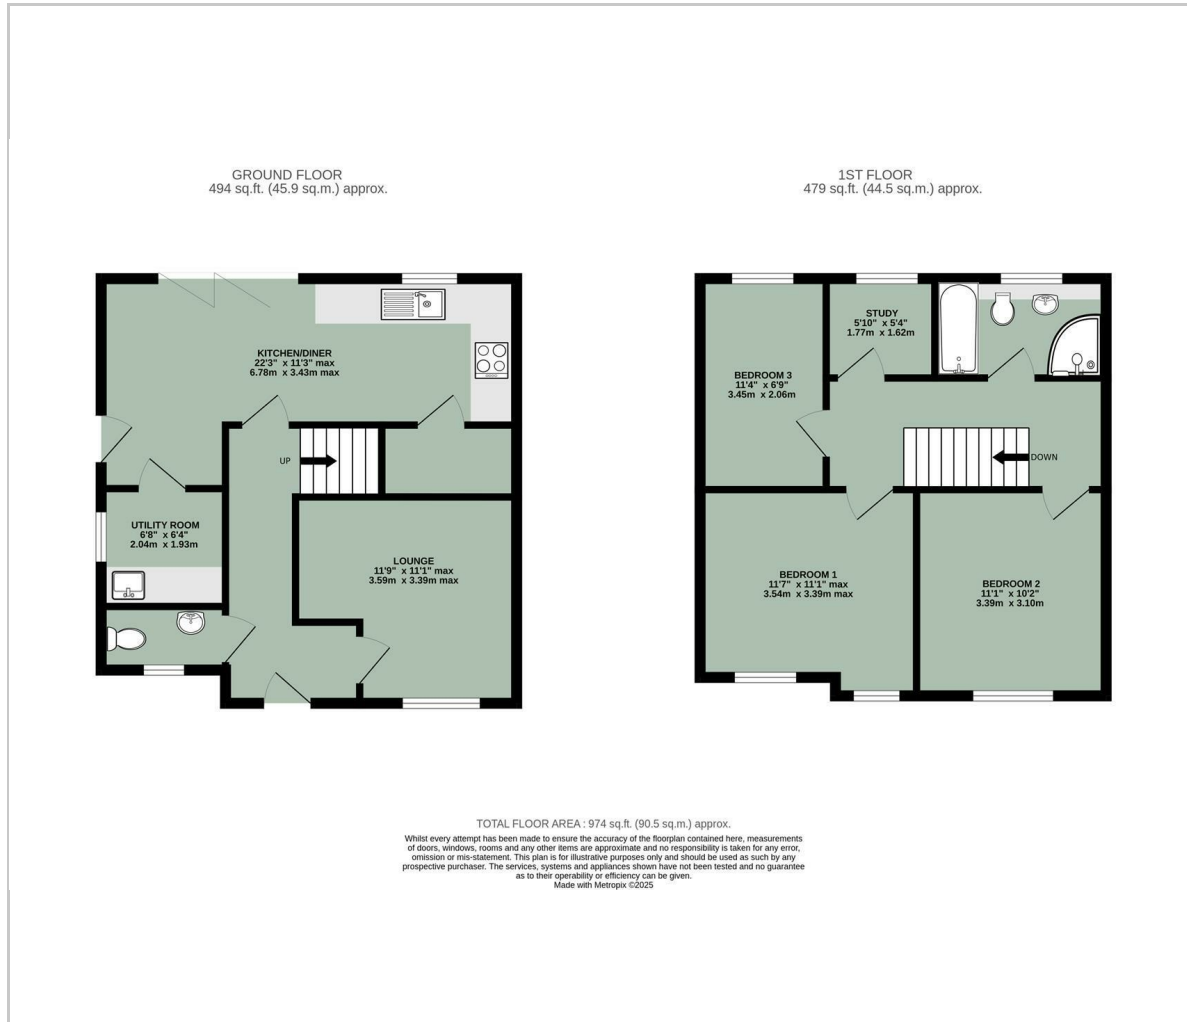 GROUND FLOOR
494 sq.ft. (45.9 sq.m.) approx.
KITCHEN/DINER
22'3" x 11'3" max
6.78m x 3.43m max
UP
UTILITY ROOM
6'8" x 6'4"
2.04m x 1.93m
LOUNGE
11'9" x 11'1" max
3.59m x 3.39m max
1ST FLOOR
479 sq.ft. (44.5 sq.m.) approx.
STUDY
5'10" x 5'4"
1.77m x 1.62m
BEDROOM 3
11'4" x 6'9"
3.45m x 2.06m
DOWN
BEDROOM 1
11'7" x 11'1" max
3.54m x 3.39m max
BEDROOM 2
11'1" x 10'2"
3.39m x 3.10m
TOTAL FLOOR AREA : 974 sq.ft. (90.5 sq.m.) approx.
Whilst every attempt has been made to ensure the accuracy of the floorplan contained here, measurements
of doors, windows, rooms and any other items are approximate and no responsibility is taken for any error,
omission or mis-statement. This plan is for illustrative purposes only and should be used as such by any
prospective purchaser. The services, systems and appliances shown have not been tested and no guarantee
as to their operability or efficiency can be given.
Made with Metropix ©2025